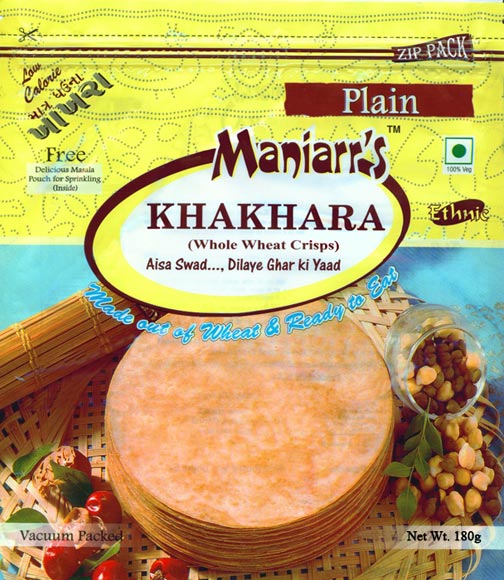 ZIP PACK
Low
Calorie
ખાખરા
Plain
Free
Delicious Masala
Pouch for Sprinkling
(Inside)
Maniarr's™
100% Veg
KHAKHARA
(Whole Wheat Crisps)
Aisa Swad..., Dilaye Ghar ki Yaad
Ethnic
Made out of Wheat & Ready to Eat
Vacuum Packed
Net Wt. 180g